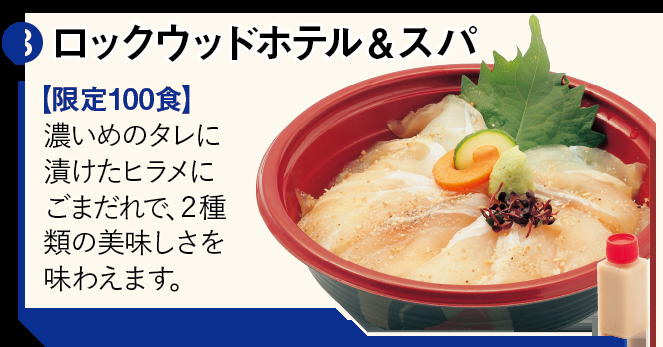 ロックウッドホテル＆スパ
【限定100食】
濃いめのタレに
漬けたヒラメに
ごまだれで、２種
類の美味しさを
味わえます。